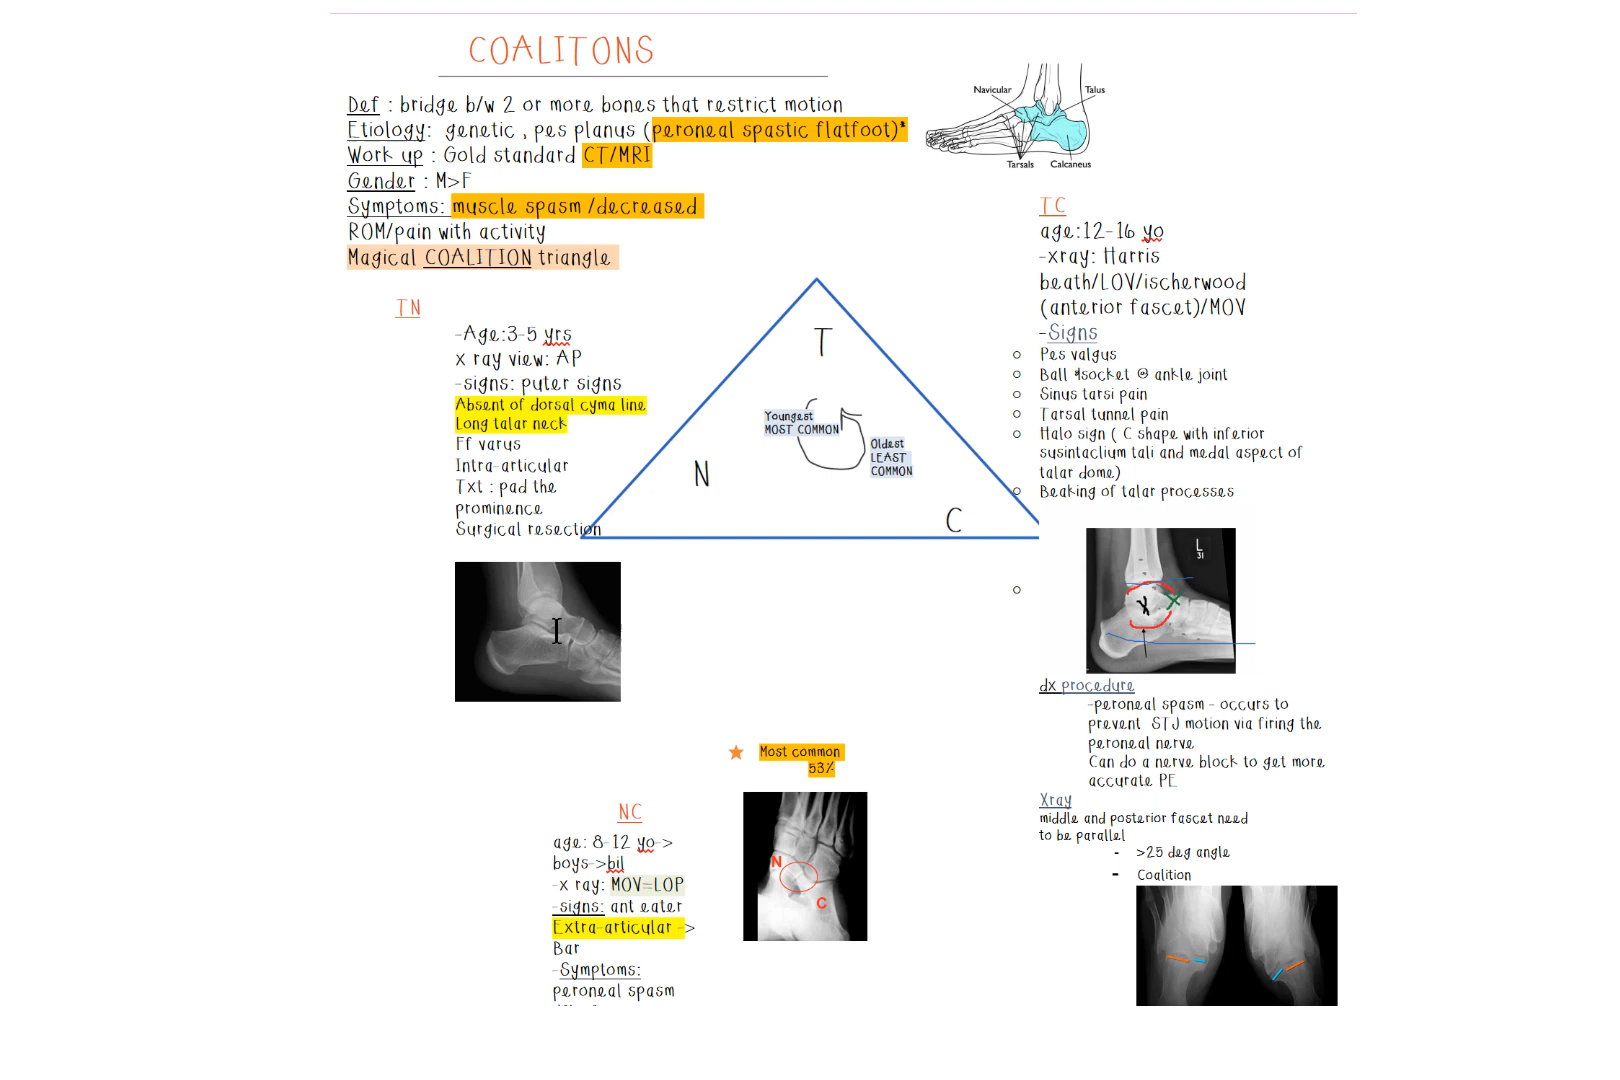 COALITONS
Def : bridge b/w 2 or more bones that restrict motion
Etiology: genetic , pes planus (peroneal spastic flatfoot)*
Work up : Gold standard CT/MRI
Gender : M>F
Symptoms: muscle spasm /decreased
ROM/pain with activity
Magical COALITION triangle
Navicular
Talus
Tarsals
Calcaneus
TN
-Age:3-5 yrs
x ray view: AP
-signs: puter signs
Absent of dorsal cyma line
Long talar neck
Ff varus
Intra-articular
Txt : pad the
prominence
Surgical resection
T
N
C
Youngest
MOST COMMON
Oldest
LEAST
COMMON
TC
age:12-16 yo
-xray: Harris
beath/LOV/ischerwood
(anterior fascet)/MOV
-Signs
Pes valgus
Ball &socket @ ankle joint
Sinus tarsi pain
Tarsal tunnel pain
Halo sign ( C shape with inferior
susintaclium tali and medal aspect of
talar dome)
Beaking of talar processes
L
31
dx procedure
-peroneal spasm - occurs to
prevent STJ motion via firing the
peroneal nerve
Can do a nerve block to get more
accurate PE
Xray
middle and posterior fascet need
to be parallel
- >25 deg angle
- Coalition
Most common
53%
N
C
NC
age: 8-12 yo->
boys->bil
-x ray: MOV=LOP
-signs: ant eater
Extra-articular ->
Bar
-Symptoms:
peroneal spasm